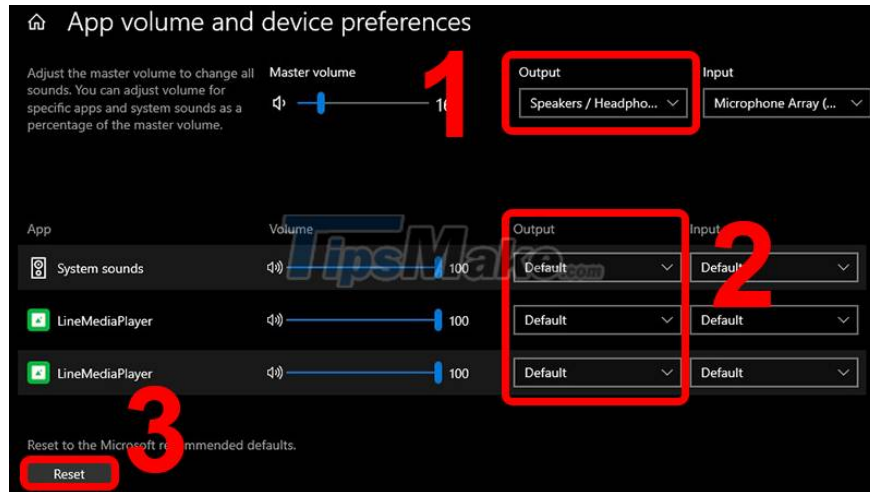 App volume and device preferences
Adjust the master volume to change all
sounds. You can adjust volume for
specific apps and system sounds as a
percentage of the master volume.
Master volume
1
Output
Speakers / Headpho...
Input
Microphone Array (...
App
Volume
Output
Input
System sounds
100
Default
Default
LineMediaPlayer
100
Default
Default
LineMediaPlayer
100
Default
Default
2
TipsMake.com
3
Reset to the Microsoft recommended defaults.
Reset